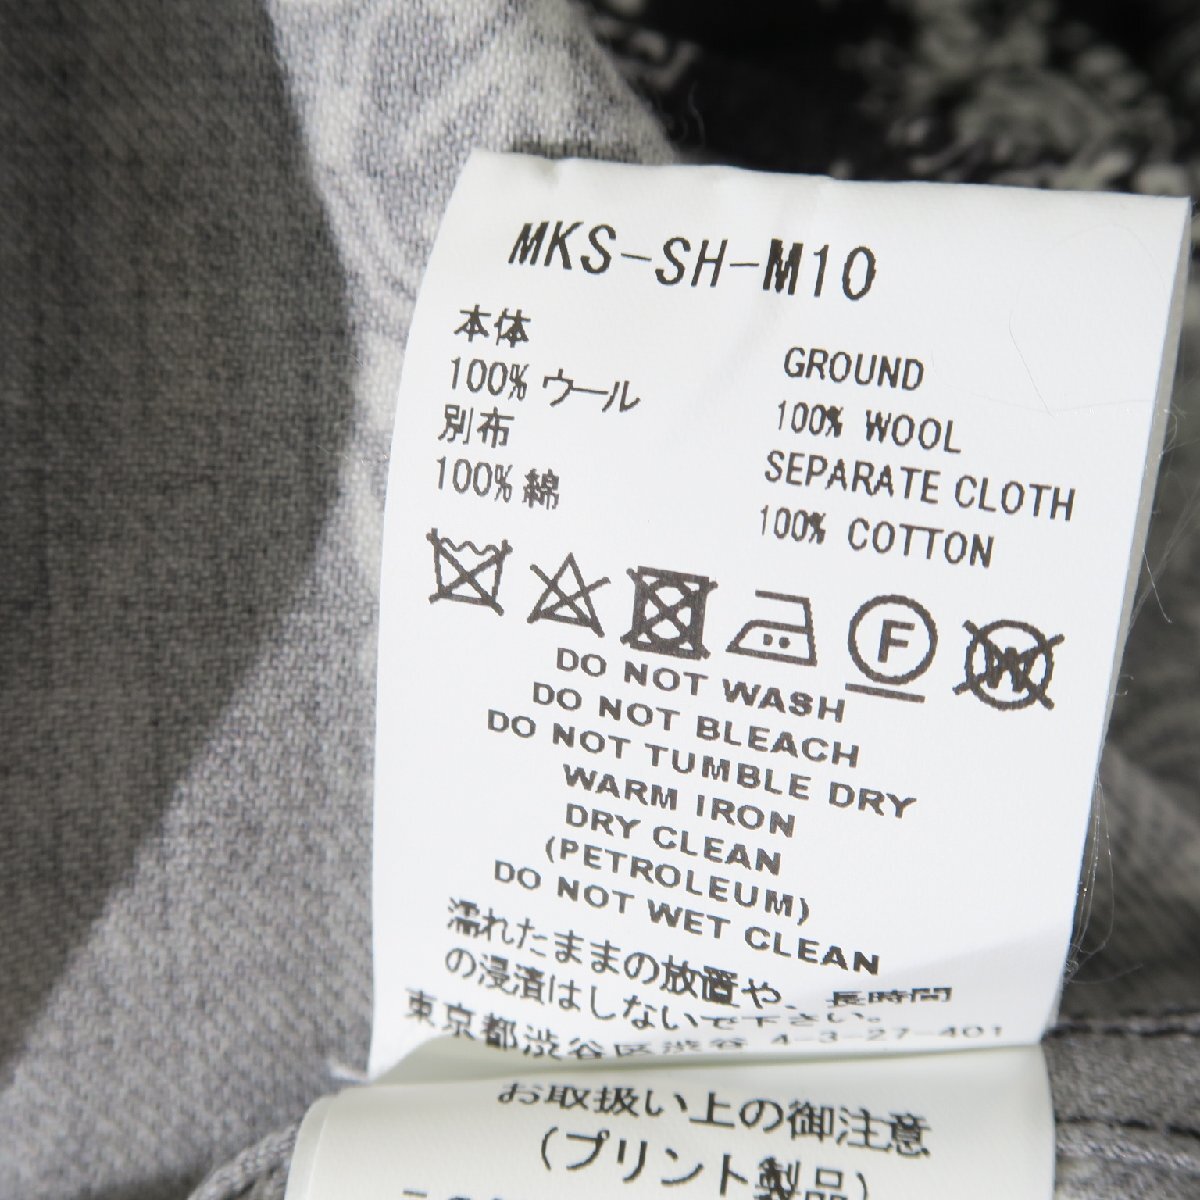 MKS-SH-M10
本体
100% ウール
別布
100% 綿
GROUND
100% WOOL
SEPARATE CLOTH
100% COTTON
F
W
DO NOT WASH
DO NOT BLEACH
DO NOT TUMBLE DRY
WARM IRON
DRY CLEAN
(PETROLEUM)
DO NOT WET CLEAN
濡れたままの放置や、長時間
の浸漬はしないで下さい。
東京都渋谷区渋谷 4-3-27-401
お取扱い上の御注意
(プリント製品)